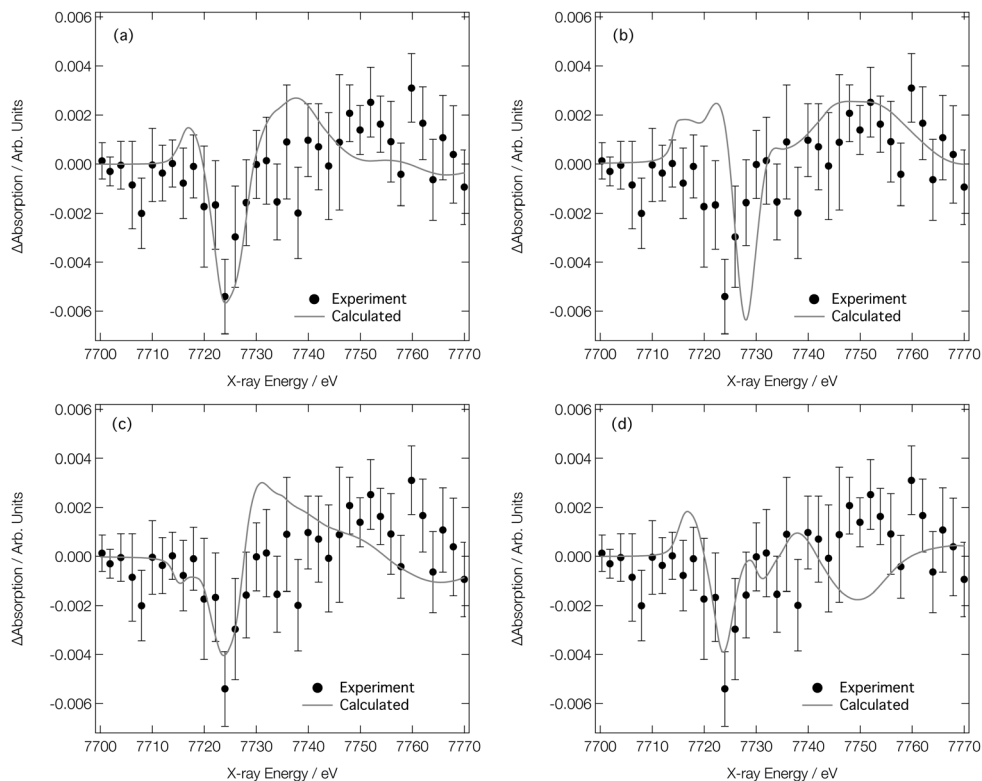 (a)
0.006
0.004
0.002
0.000
-0.002
-0.004
-0.006
ΔAbsorption / Arb. Units
Experiment
Calculated
7700 7710 7720 7730 7740 7750 7760 7770
X-ray Energy / eV
(b)
0.006
0.004
0.002
0.000
-0.002
-0.004
-0.006
ΔAbsorption / Arb. Units
Experiment
Calculated
7700 7710 7720 7730 7740 7750 7760 7770
X-ray Energy / eV
(c)
0.006
0.004
0.002
0.000
-0.002
-0.004
-0.006
ΔAbsorption / Arb. Units
Experiment
Calculated
7700 7710 7720 7730 7740 7750 7760 7770
X-ray Energy / eV
(d)
0.006
0.004
0.002
0.000
-0.002
-0.004
-0.006
ΔAbsorption / Arb. Units
Experiment
Calculated
7700 7710 7720 7730 7740 7750 7760 7770
X-ray Energy / eV